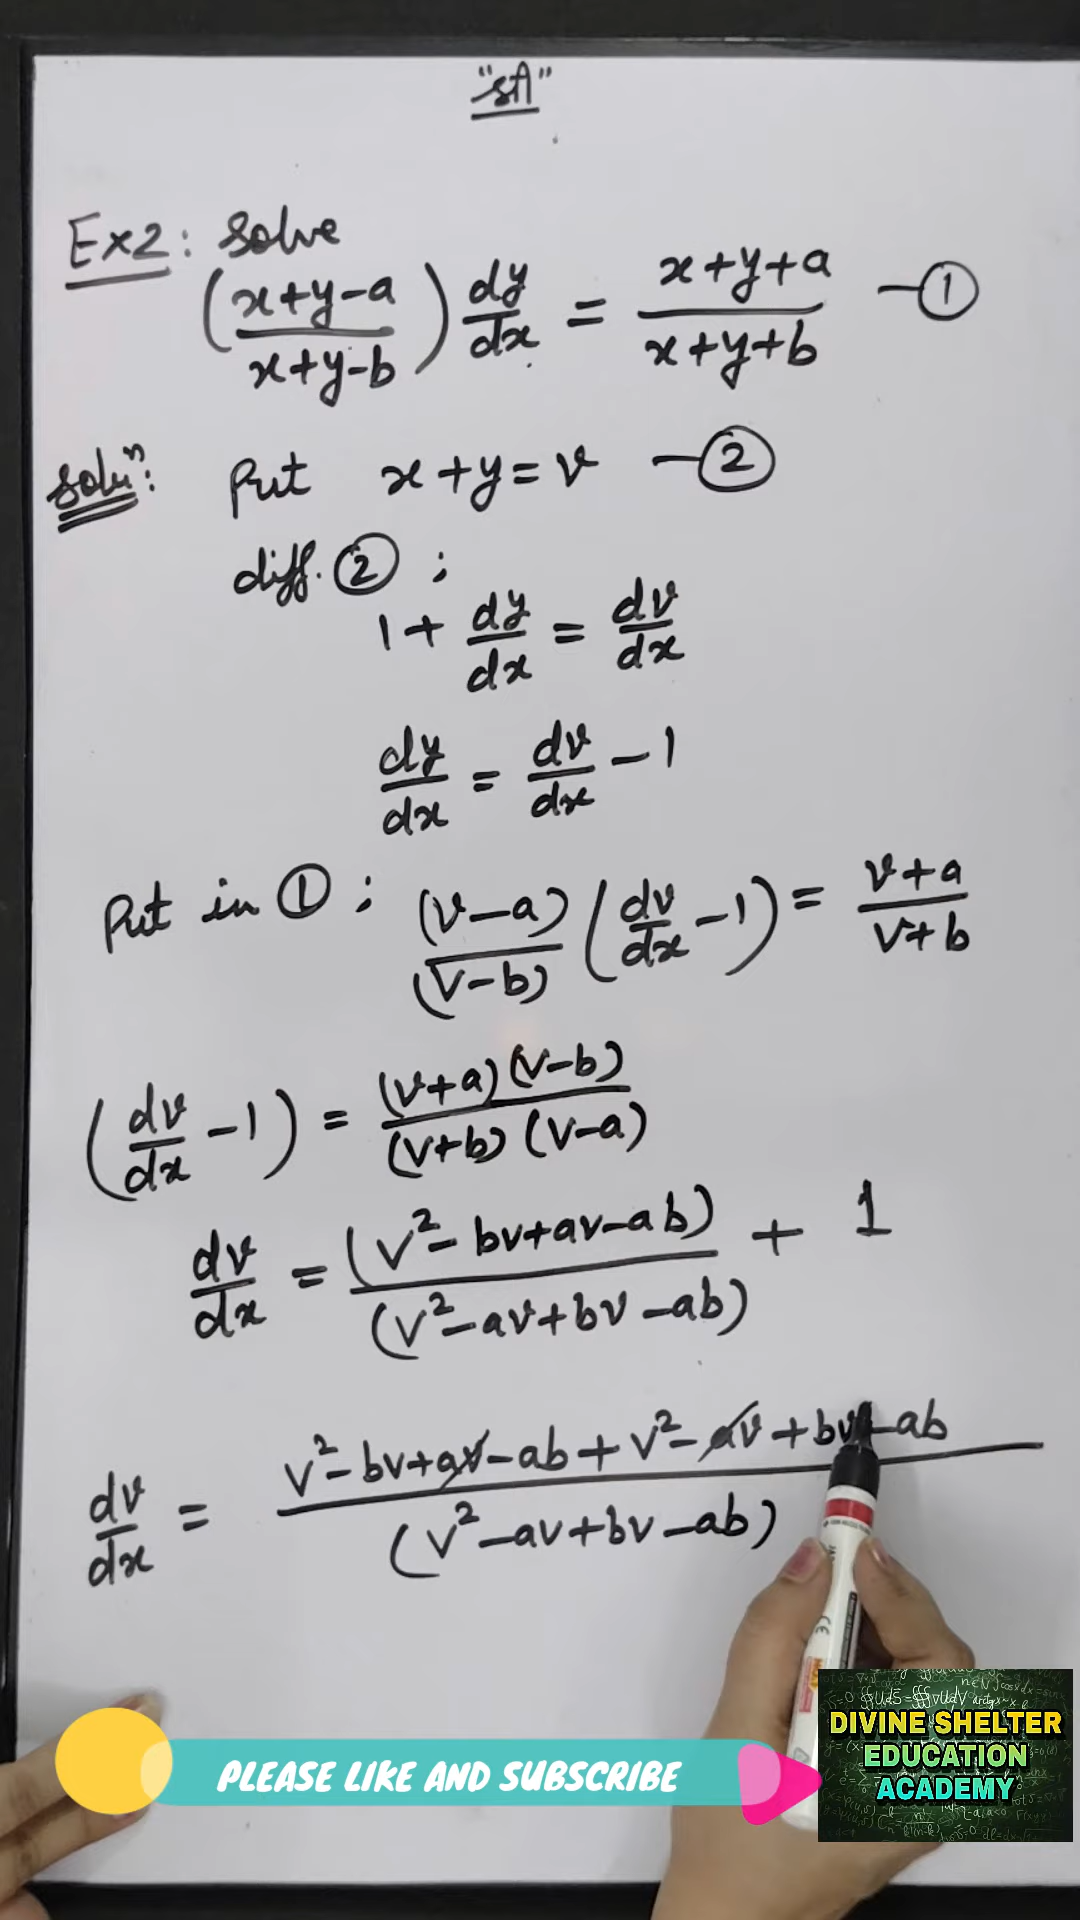 "श्री"
Ex2: Solve
(x+y-a / x+y-b) dy/dx = x+y+a / x+y+b —①
Soluⁿ: Put x+y=v —②
diff. ② ;
1+ dy/dx = dv/dx
dy/dx = dv/dx - 1
Put in ① ; (v-a)/(v-b) (dv/dx - 1) = v+a / v+b
(dv/dx - 1) = (v+a)(v-b) / (v+b)(v-a)
dv/dx = (v²-bv+av-ab) / (v²-av+bv-ab) + 1
dv/dx = v²-bv+av-ab+v²-av+bv-ab / (v²-av+bv-ab)
DIVINE SHELTER
EDUCATION
ACADEMY
PLEASE LIKE AND SUBSCRIBE